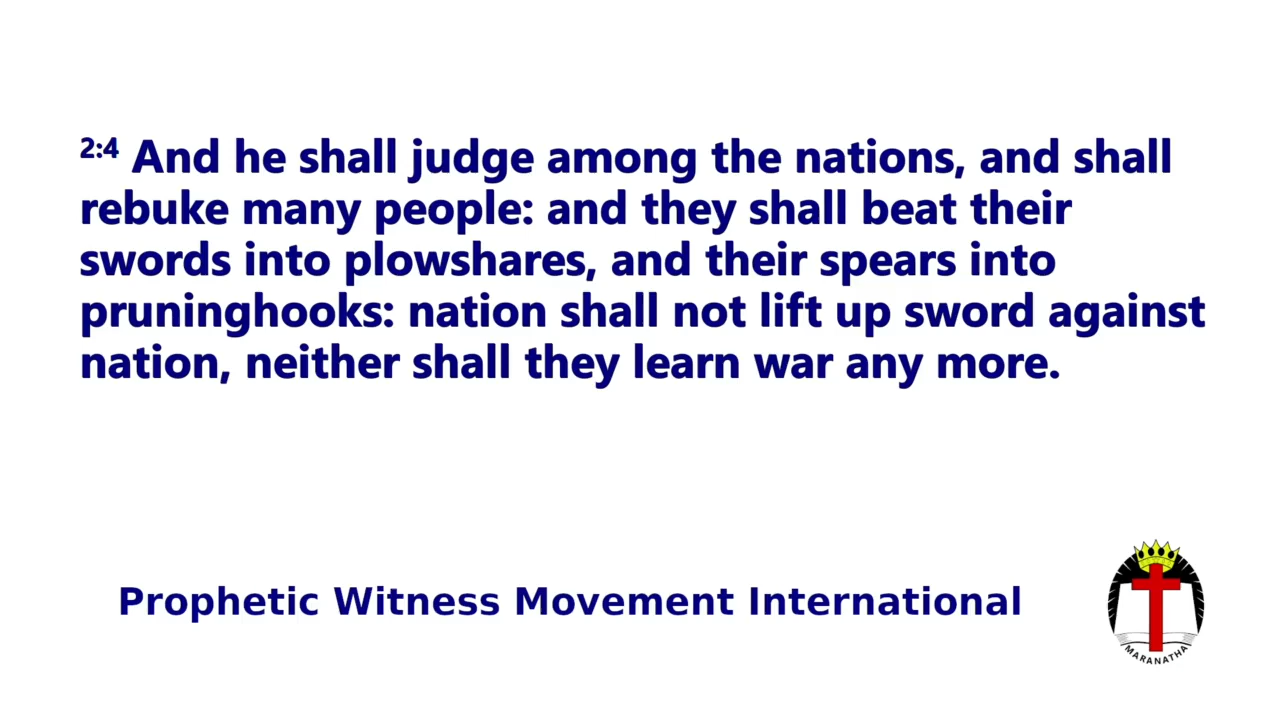 2:4 And he shall judge among the nations, and shall
rebuke many people: and they shall beat their
swords into plowshares, and their spears into
pruninghooks: nation shall not lift up sword against
nation, neither shall they learn war any more.
Prophetic Witness Movement International
MARANATHA